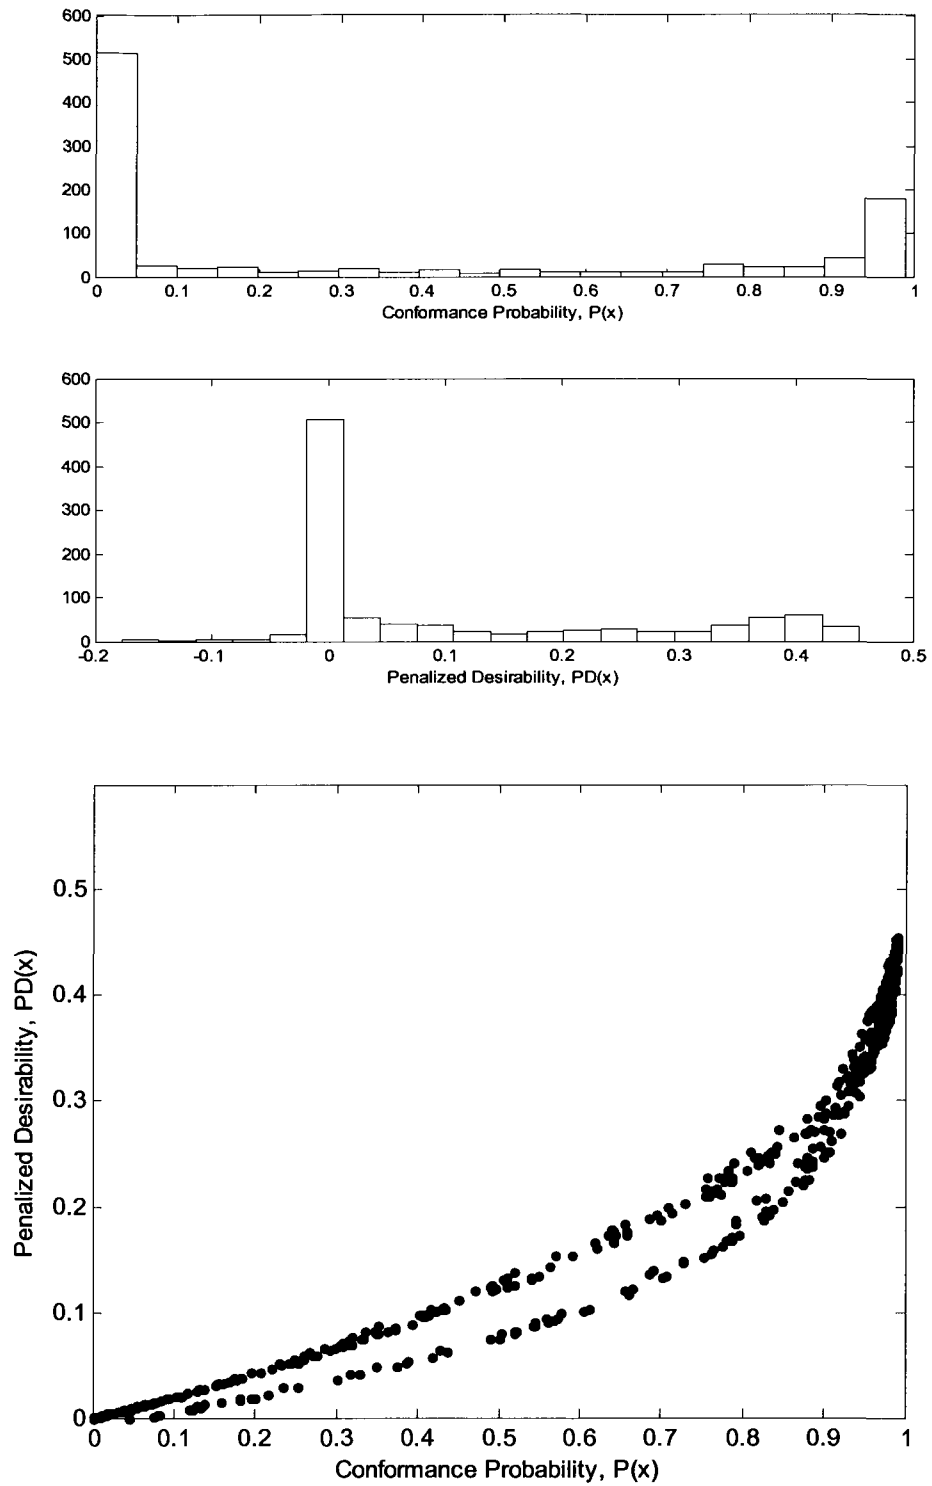 600
500
400
300
200
100
0
0 0.1 0.2 0.3 0.4 0.5 0.6 0.7 0.8 0.9 1
Conformance Probability, P(x)
600
500
400
300
200
100
0
-0.2 -0.1 0 0.1 0.2 0.3 0.4 0.5
Penalized Desirability, PD(x)
Penalized Desirability, PD(x)
0.5
0.4
0.3
0.2
0.1
0
0 0.1 0.2 0.3 0.4 0.5 0.6 0.7 0.8 0.9 1
Conformance Probability, P(x)